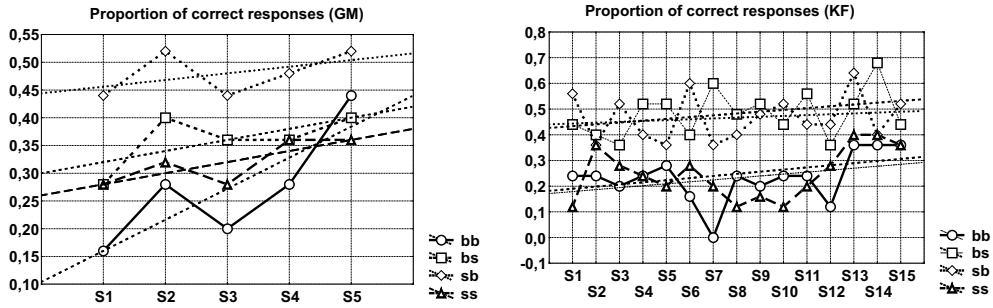 Proportion of correct responses (GM)
0,55
0,50
0,45
0,40
0,35
0,30
0,25
0,20
0,15
0,10
S1 S2 S3 S4 S5
bb
bs
sb
ss
Proportion of correct responses (KF)
0,8
0,7
0,6
0,5
0,4
0,3
0,2
0,1
0,0
-0,1
S1 S3 S5 S7 S9 S11 S13 S15
S2 S4 S6 S8 S10 S12 S14
bb
bs
sb
ss